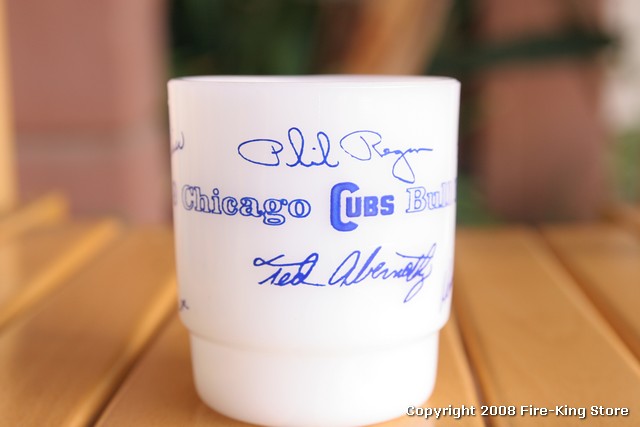 Phil Regan
Chicago CUBS Bull
Ted Abernathy
Copyright 2008 Fire-King Store